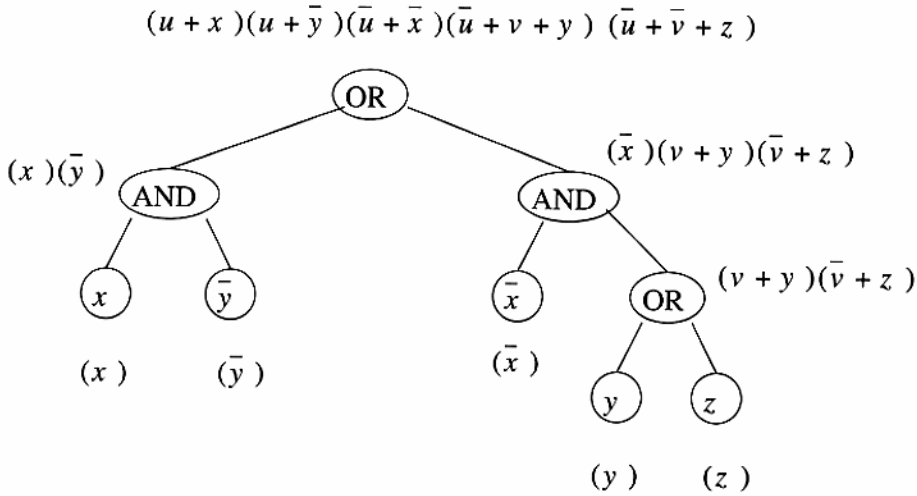 (u + x )(u + y̅ )(u̅ + x̅ )(u̅ + v + y ) (u̅ + v̅ + z )
OR
(x )(y̅ )
(x̅ )(v + y )(v̅ + z )
AND
AND
x
y̅
x̅
OR
(v + y )(v̅ + z )
(x )
(y̅ )
(x̅ )
y
z
(y )
(z )